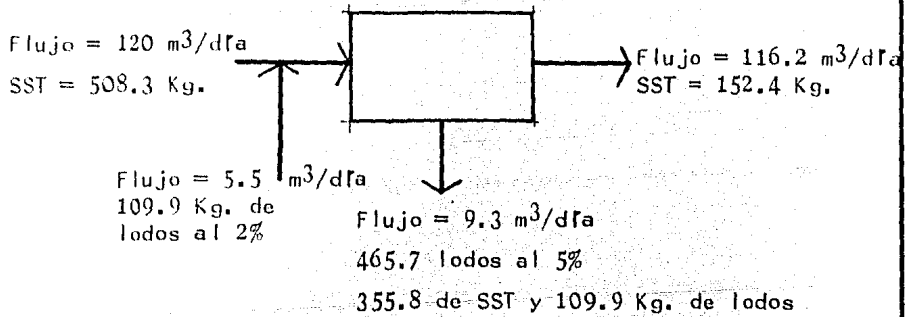 Flujo = 120 m3/día
SST = 508.3 Kg.
Flujo = 116.2 m3/día
SST = 152.4 Kg.
Flujo = 5.5 m3/día
109.9 Kg. de
lodos al 2%
Flujo = 9.3 m3/día
465.7 lodos al 5%
355.8 de SST y 109.9 Kg. de lodos